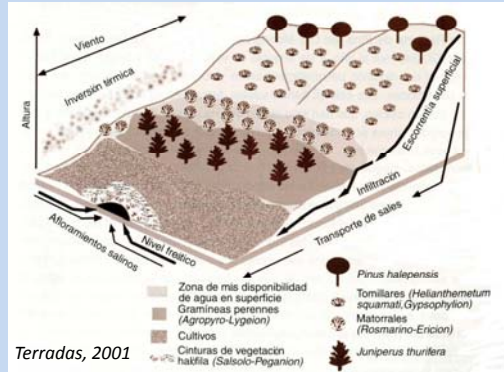 Viento
Inversión térmica
Altura
Escorrentía superficial
Infiltración
Transporte de sales
Nivel freático
Afloramientos salinos
Zona de más disponibilidad
de agua en superficie
Gramíneas perennes
(Agropyro-Lygeion)
Cultivos
Cinturas de vegetación
halófila (Salsolo-Peganion)
Pinus halepensis
Tomillares (Helianthemetum
squamati, Gypsophylion)
Matorrales
(Rosmarino-Ericion)
Juniperus thurifera
Terradas, 2001